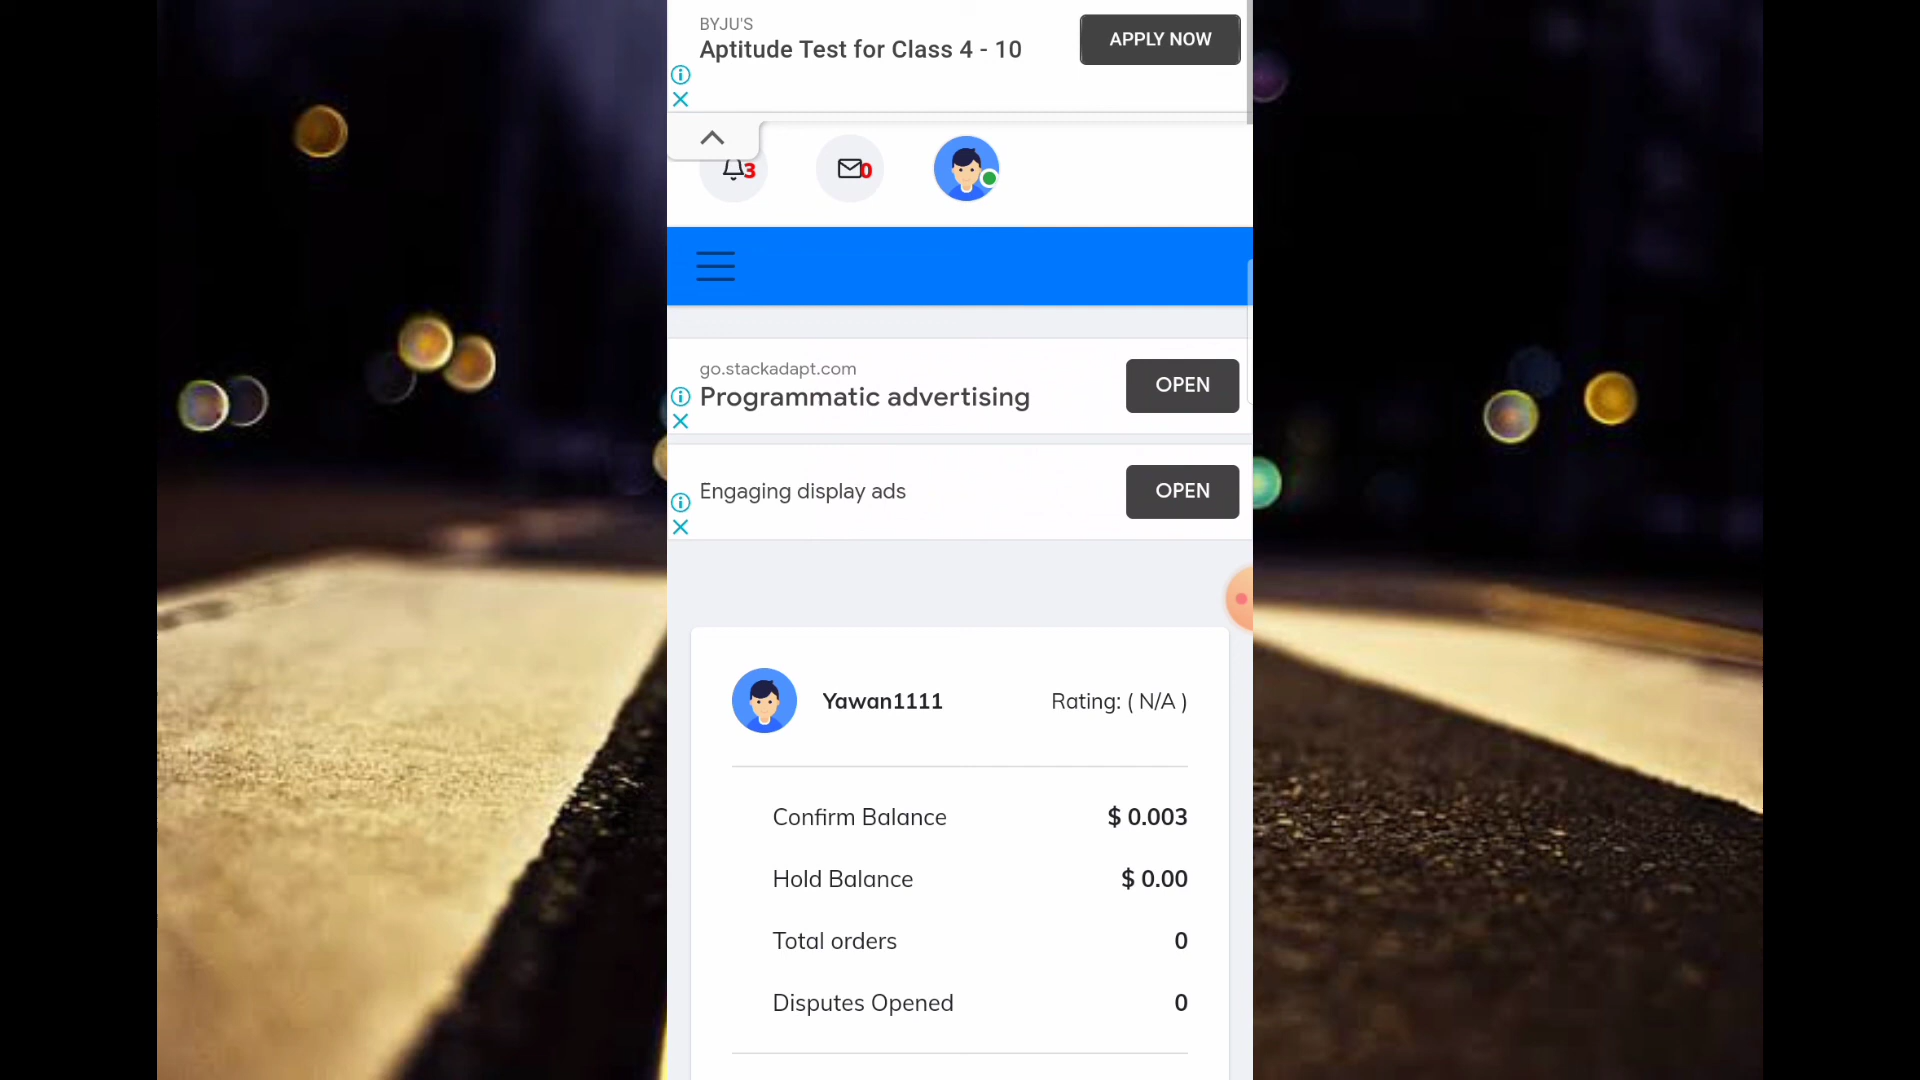 BYJU'S
Aptitude Test for Class 4 - 10
APPLY NOW
3
0
go.stackadapt.com
Programmatic advertising
OPEN
Engaging display ads
OPEN
Yawan1111
Rating: ( N/A )
Confirm Balance
$ 0.003
Hold Balance
$ 0.00
Total orders
0
Disputes Opened
0